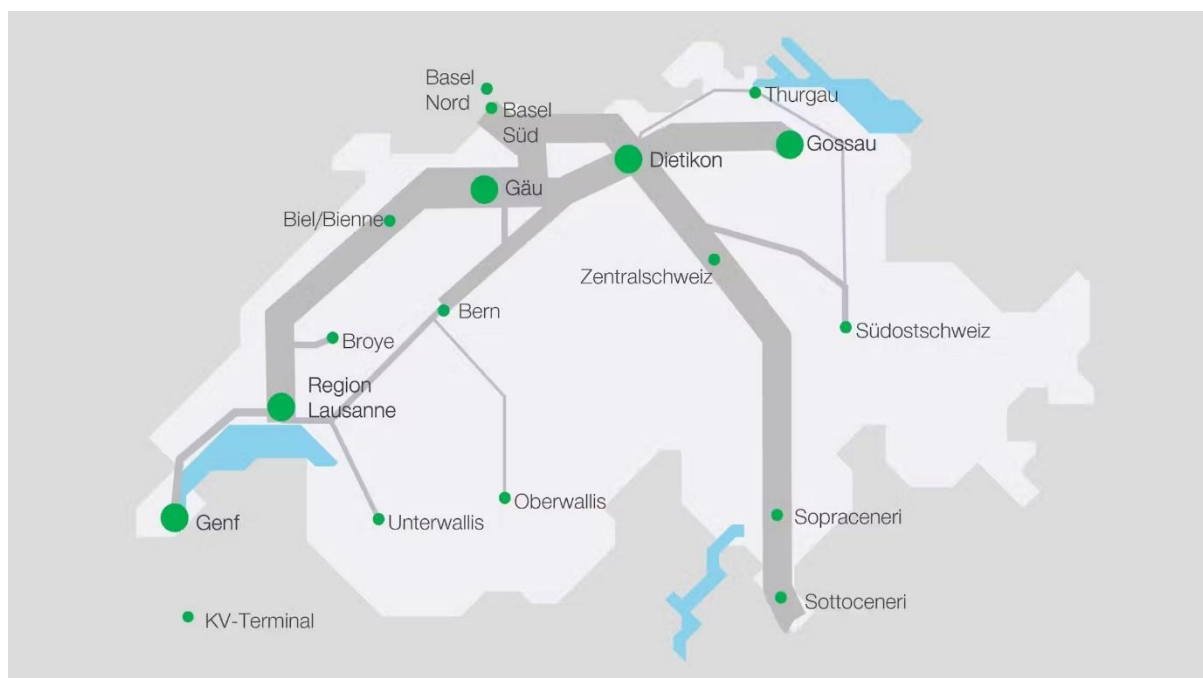 Basel
Nord
Basel
Süd
Thurgau
Gossau
Dietikon
Gäu
Biel/Bienne
Zentralschweiz
Bern
Südostschweiz
Broye
Region
Lausanne
Oberwallis
Unterwallis
Genf
Sopraceneri
Sottoceneri
KV-Terminal